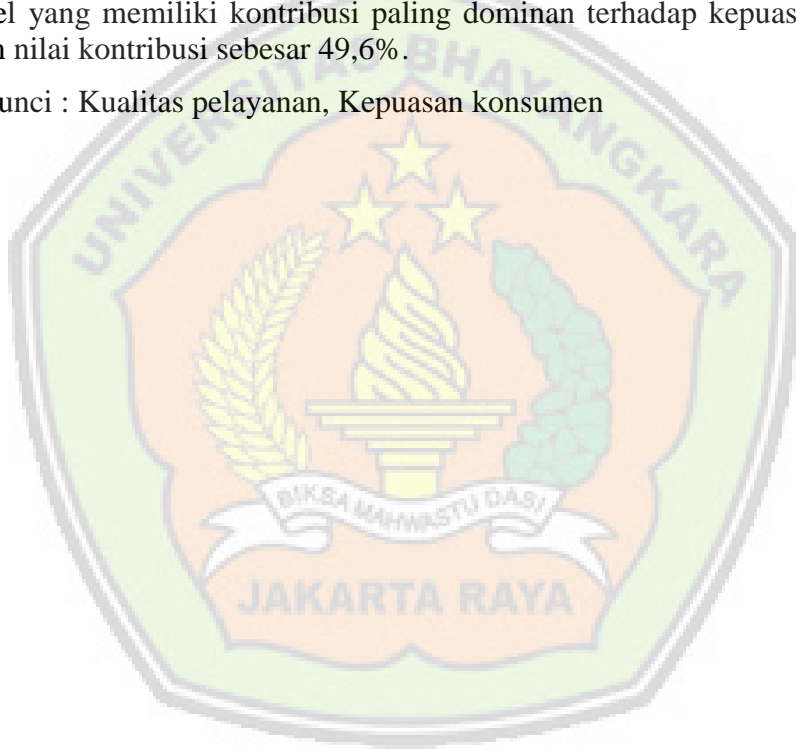 el yang memiliki kontribusi paling dominan terhadap kepuas
n nilai kontribusi sebesar 49,6%.
unci : Kualitas pelayanan, Kepuasan konsumen
UNIVERSITAS BHAYANGKARA
BIKSA MAHWASTU DASI
JAKARTA RAYA